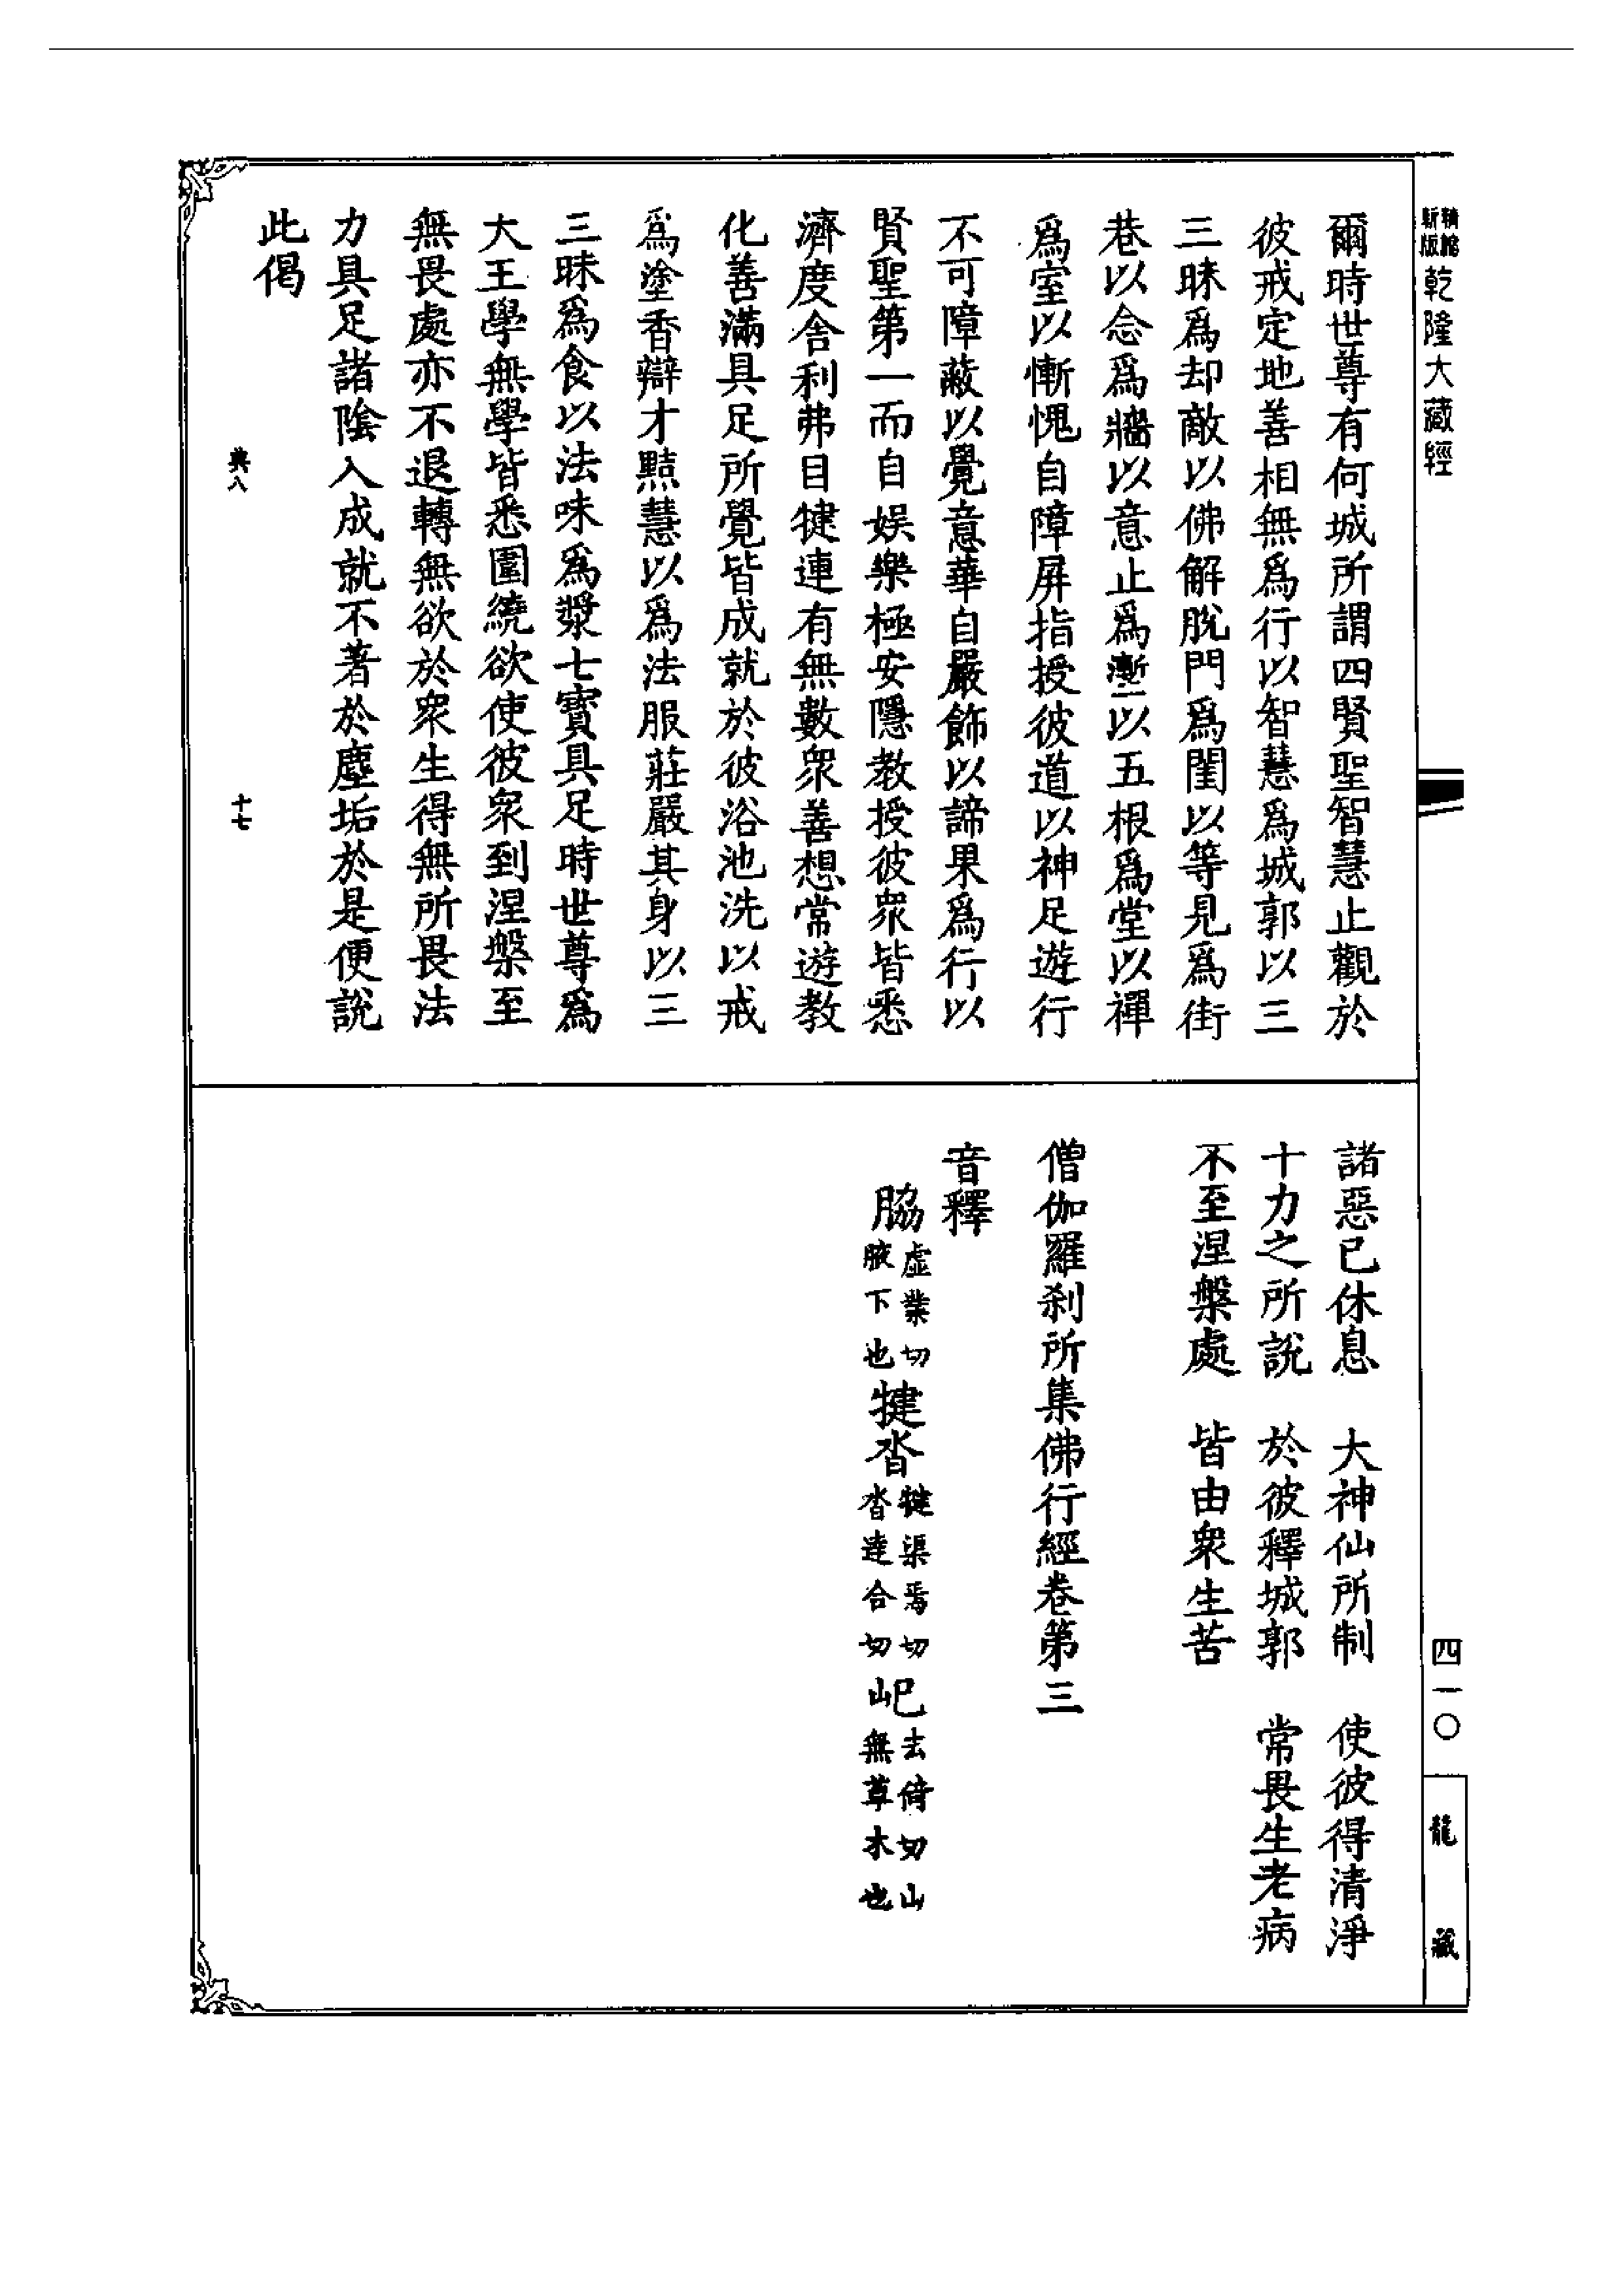 精縮新版乾隆大藏經
四一〇
龍藏
爾時世尊有何城所謂四賢聖智慧止觀於
彼戒定地善相無爲行以智慧爲城郭以三
三昧爲却敵以佛解脫門爲閨以等見爲街
巷以念爲牆以意止爲壍以五根爲堂以禪
爲室以慚愧自障屏指授彼道以神足遊行
不可障蔽以覺意華自嚴飾以諦果爲行以
賢聖第一而自娛樂極安隱教授彼衆皆悉
濟度舎利弗目犍連有無數衆善想常遊教
化善滿具足所覺皆成就於彼浴池洗以戒
爲塗香辯才黠慧以爲法服莊嚴其身以三
三昧爲食以法味爲漿七寶具足時世尊爲
大王學無學皆悉圍繞欲使彼衆到涅槃至
無畏處亦不退轉無欲於衆生得無所畏法
力具足諸陰入成就不著於塵垢於是便說
此偈
典八
十七
諸惡已休息　大神仙所制　使彼得清淨
十力之所說　於彼釋城郭　常畏生老病
不至涅槃處　皆由衆生苦
僧伽羅刹所集佛行經卷第三
音釋
脇虛業切腋下也犍沓犍渠焉切沓達合切屺去倚切山山無草木也